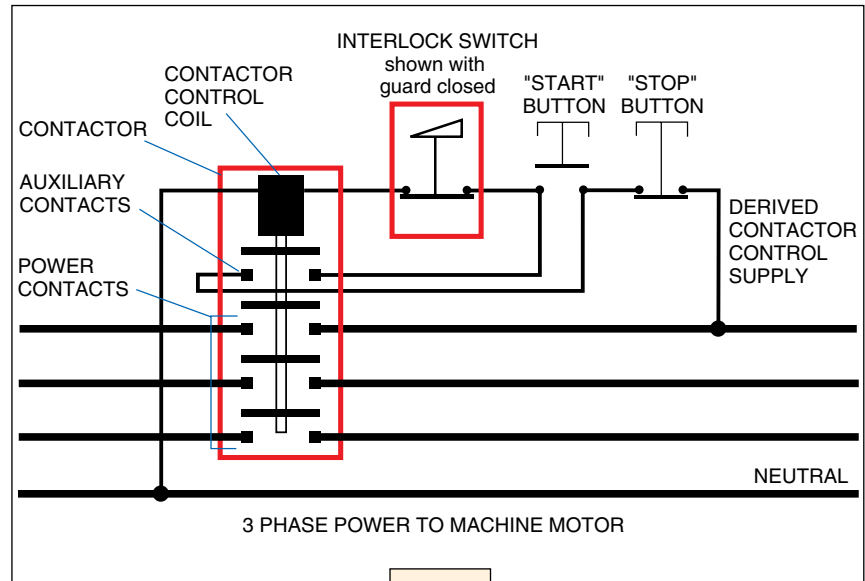 INTERLOCK SWITCH
shown with
guard closed
CONTACTOR
CONTROL
COIL
"START"
BUTTON
"STOP"
BUTTON
CONTACTOR
AUXILIARY
CONTACTS
POWER
CONTACTS
DERIVED
CONTACTOR
CONTROL
SUPPLY
NEUTRAL
3 PHASE POWER TO MACHINE MOTOR